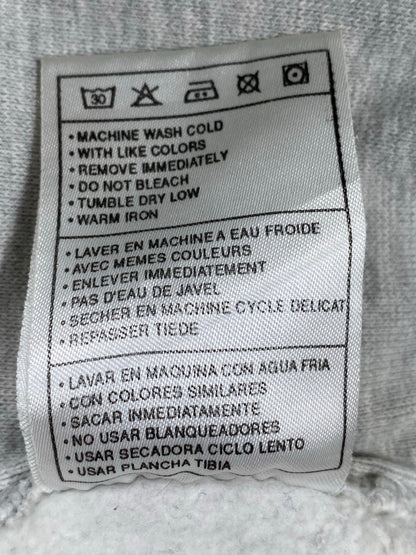 30
• MACHINE WASH COLD
• WITH LIKE COLORS
• REMOVE IMMEDIATELY
• DO NOT BLEACH
• TUMBLE DRY LOW
• WARM IRON
• LAVER EN MACHINE A EAU FROIDE
• AVEC MEMES COULEURS
• ENLEVER IMMEDIATEMENT
• PAS D'EAU DE JAVEL
• SECHER EN MACHINE CYCLE DELICAT
• REPASSER TIEDE
• LAVAR EN MAQUINA CON AGUA FRIA
• CON COLORES SIMILARES
• SACAR INMEDIATAMENTE
• NO USAR BLANQUEADORES
• USAR SECADORA CICLO LENTO
• USAR PLANCHA TIBIA